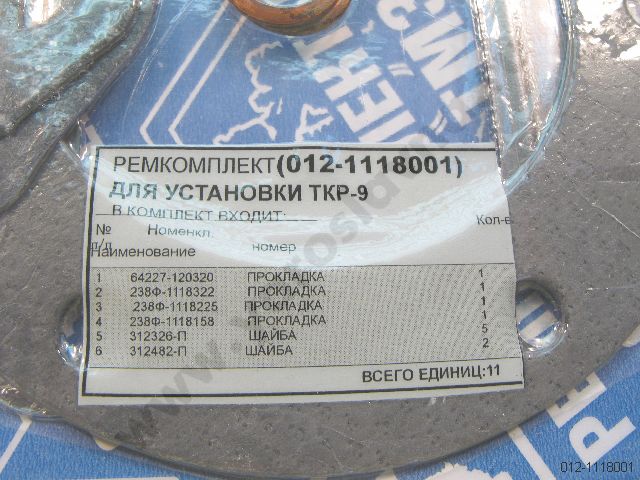 РЕМКОМПЛЕКТ(012-1118001)
ДЛЯ УСТАНОВКИ ТКР-9
В КОМПЛЕКТ ВХОДИТ:
№ Номенкл. Кол-в
п/п
Наименование номер
1 64227-120320 ПРОКЛАДКА 1
2 238Ф-1118322 ПРОКЛАДКА 1
3 238Ф-1118225 ПРОКЛАДКА 1
4 238Ф-1118158 ПРОКЛАДКА 1
5 312326-П ШАЙБА 5
6 312482-П ШАЙБА 2
ВСЕГО ЕДИНИЦ:11
012-1118001